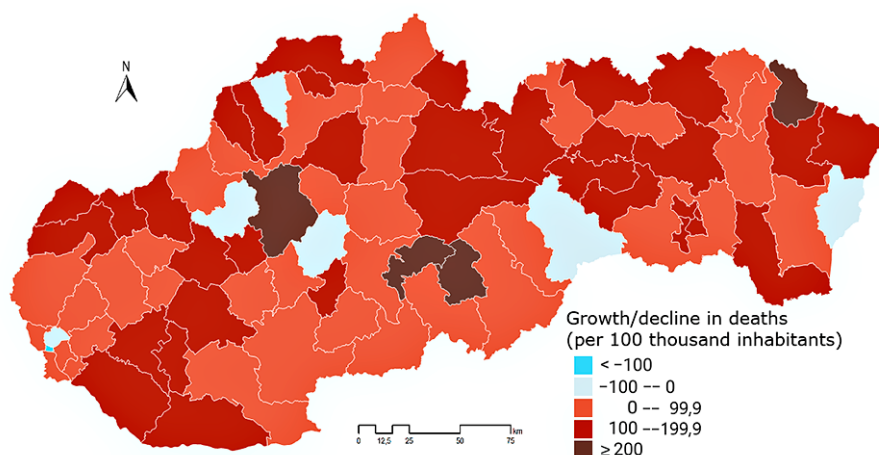 N
Growth/decline in deaths
(per 100 thousand inhabitants)
< −100
−100 -- 0
0 -- 99,9
100 --199,9
≥ 200
0 12,5 25 50 75
km